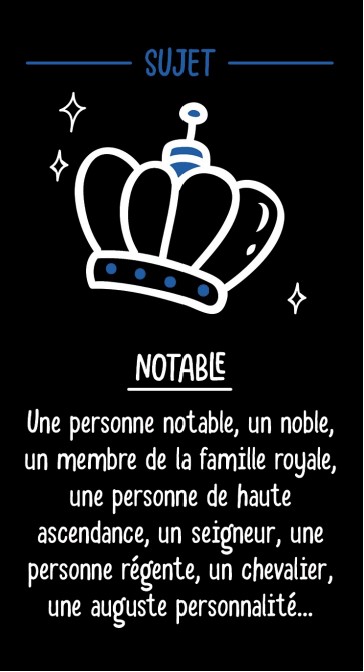 SUJET
NOTABLE
Une personne notable, un noble,
un membre de la famille royale,
une personne de haute
ascendance, un seigneur, une
personne régente, un chevalier,
une auguste personnalité...